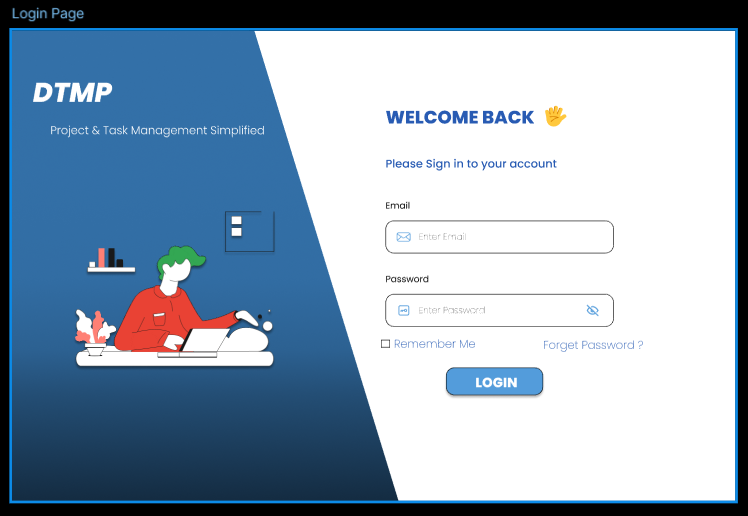 Login Page
DTMP
Project & Task Management Simplified
WELCOME BACK 🖐
Please Sign in to your account
Email
Enter Email
Password
Enter Password
Remember Me
Forget Password ?
LOGIN